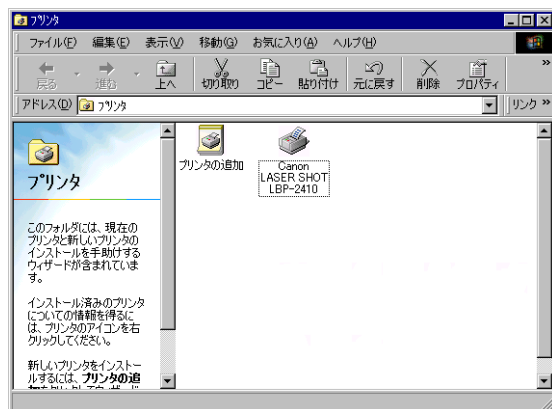 プリンタ
ファイル(F) 編集(E) 表示(V) 移動(G) お気に入り(A) ヘルプ(H)
戻る 進む 上へ 切り取り コピー 貼り付け 元に戻す 削除 プロパティ
アドレス(D) プリンタ リンク
プリンタ
このフォルダには、現在の
プリンタと新しいプリンタの
インストールを手助けする
ウィザードが含まれていま
す。
インストール済みのプリンタ
についての情報を得るに
は、プリンタのアイコンを右
クリックしてください。
新しいプリンタをインストー
ルするには、プリンタの追
プリンタの追加
Canon
LASER SHOT
LBP-2410